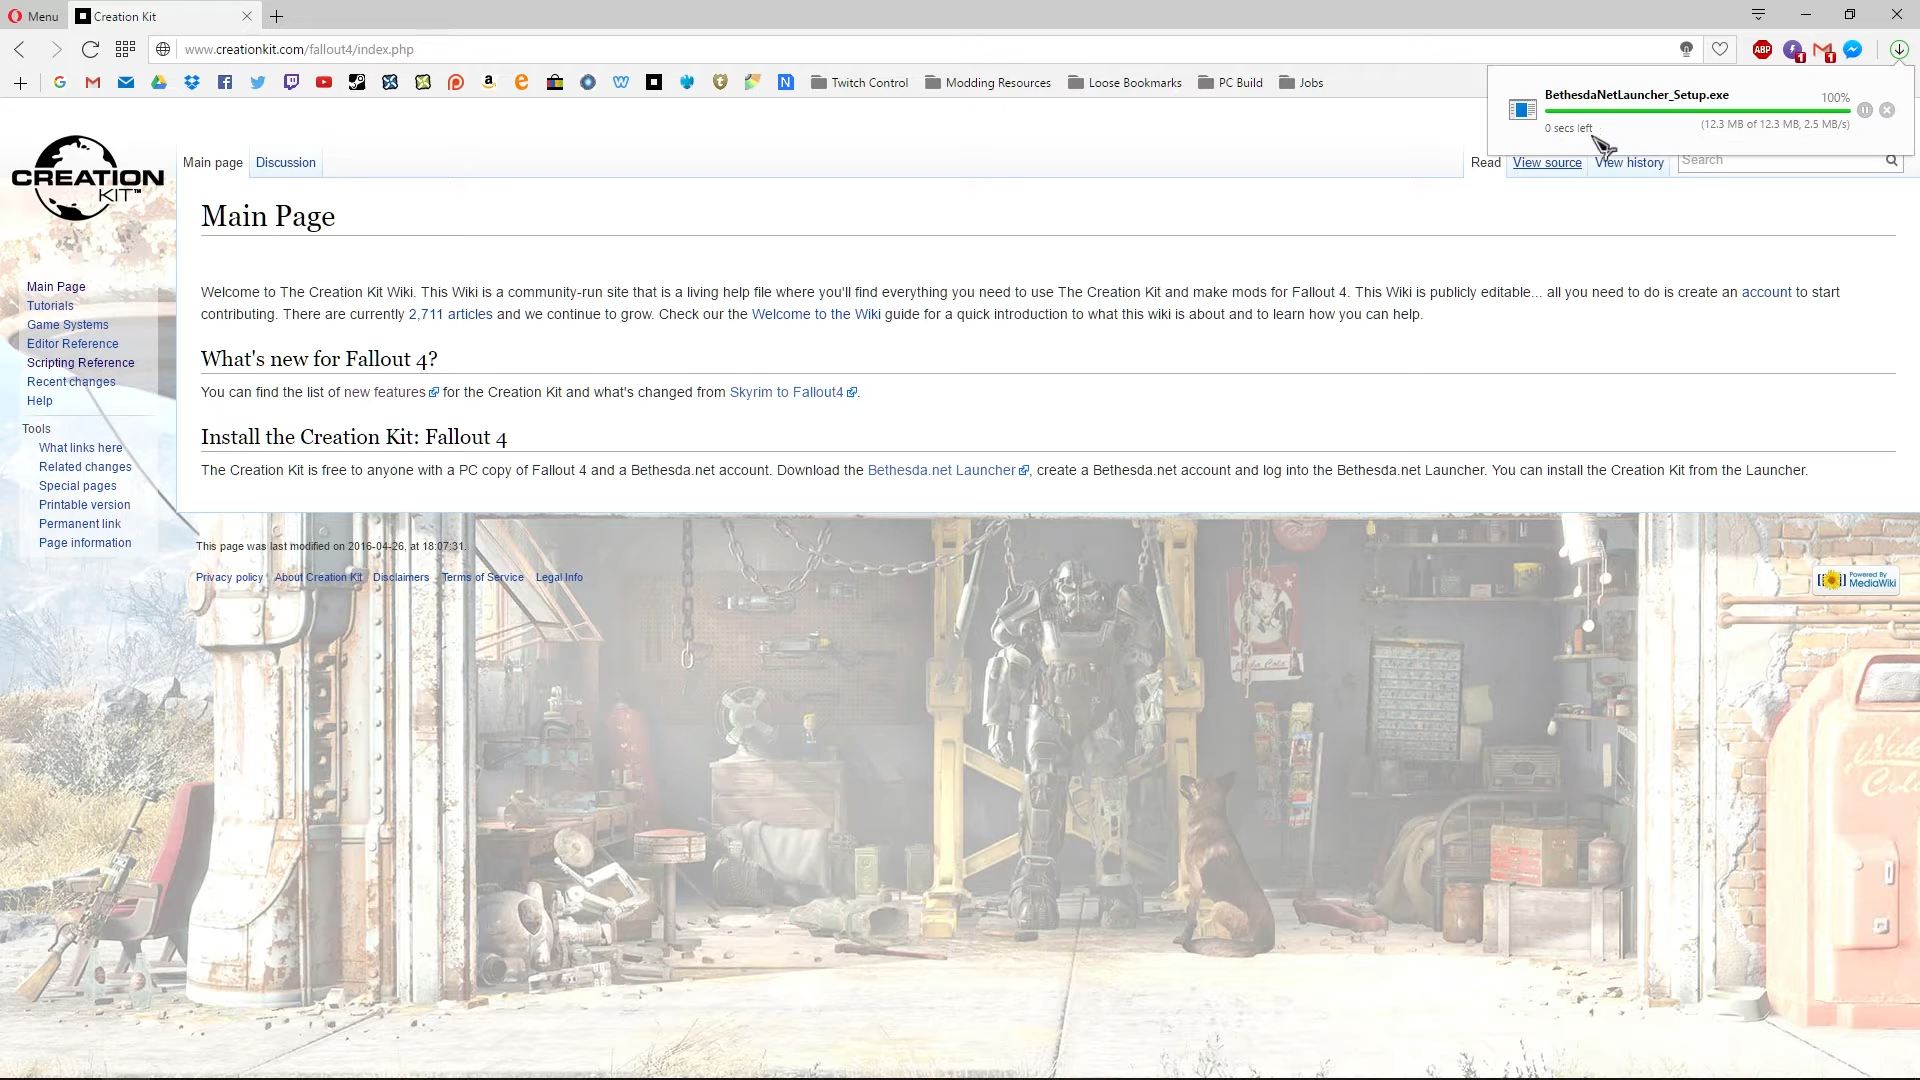 Menu
Creation Kit
www.creationkit.com/fallout4/index.php
ABP
1
1
Twitch Control
Modding Resources
Loose Bookmarks
PC Build
Jobs
BethesdaNetLauncher_Setup.exe
100%
0 secs left
(12.3 MB of 12.3 MB, 2.5 MB/s)
CREATION
KIT™
Main page
Discussion
Read
View source
View history
Search
Main Page
Main Page
Tutorials
Game Systems
Editor Reference
Scripting Reference
Recent changes
Help
Tools
What links here
Related changes
Special pages
Printable version
Permanent link
Page information
Welcome to The Creation Kit Wiki. This Wiki is a community-run site that is a living help file where you'll find everything you need to use The Creation Kit and make mods for Fallout 4. This Wiki is publicly editable... all you need to do is create an account to start
contributing. There are currently 2,711 articles and we continue to grow. Check our the Welcome to the Wiki guide for a quick introduction to what this wiki is about and to learn how you can help.
What's new for Fallout 4?
You can find the list of new features for the Creation Kit and what's changed from Skyrim to Fallout4.
Install the Creation Kit: Fallout 4
The Creation Kit is free to anyone with a PC copy of Fallout 4 and a Bethesda.net account. Download the Bethesda.net Launcher, create a Bethesda.net account and log into the Bethesda.net Launcher. You can install the Creation Kit from the Launcher.
This page was last modified on 2016-04-26, at 18:07:31.
Privacy policy
About Creation Kit
Disclaimers
Terms of Service
Legal Info
Powered By
MediaWiki